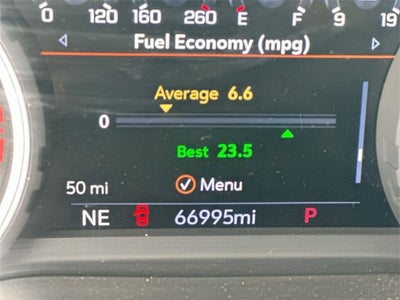 0 120 160 260 E F 9 19
Fuel Economy (mpg)
Average 6.6
0
Best 23.5
50 mi Menu
NE 66995mi P